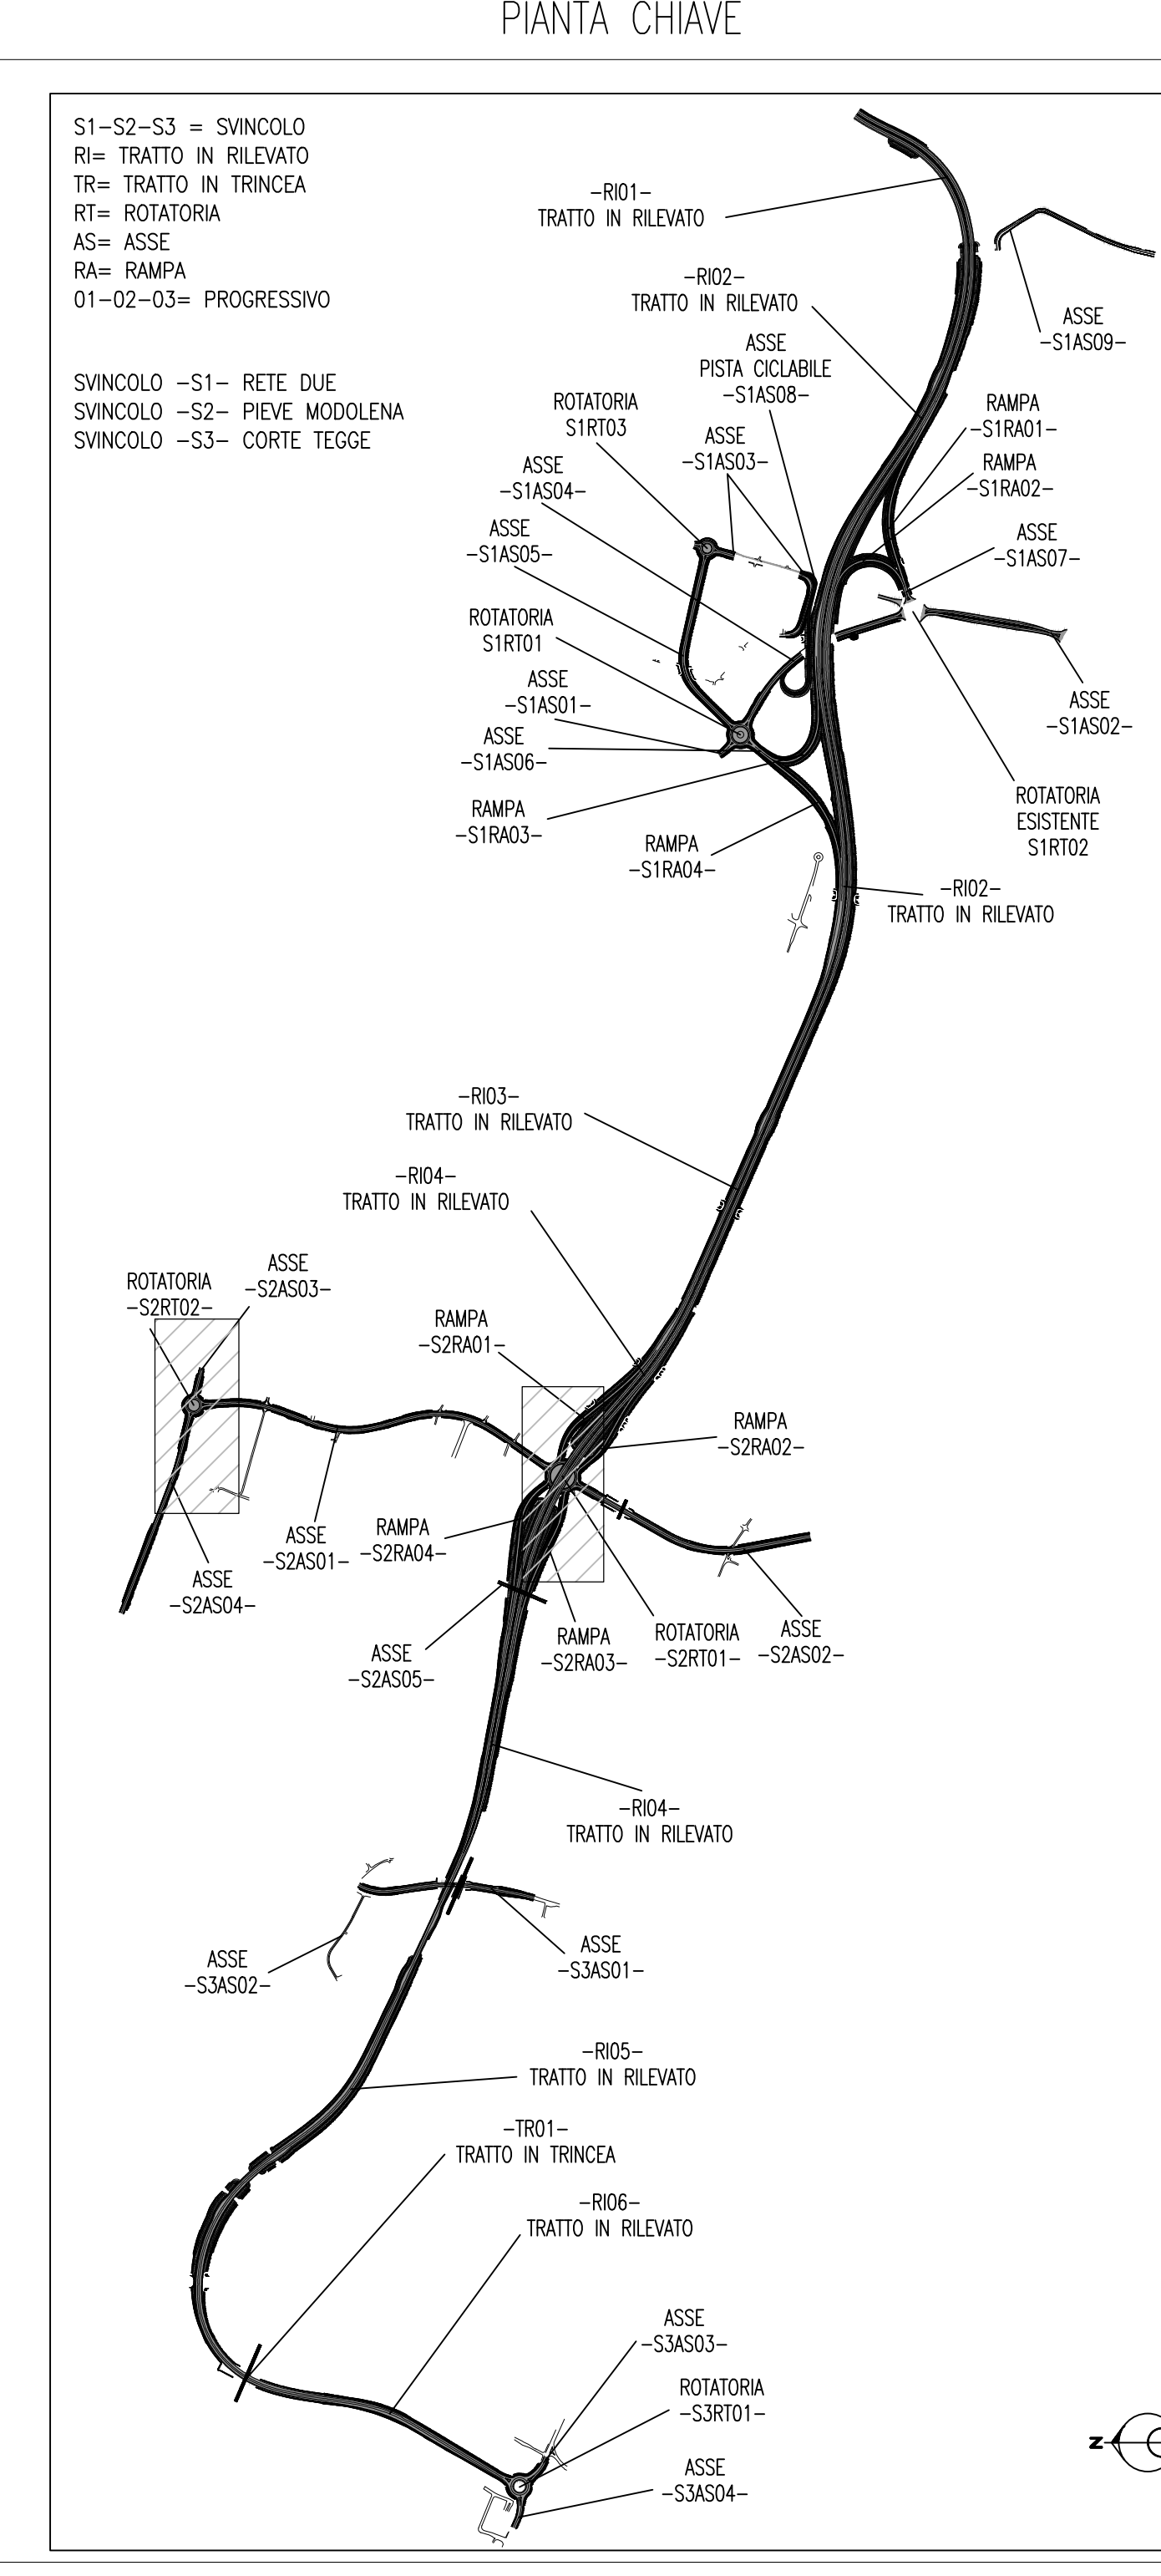 PIANTA CHIAVE
S1-S2-S3 = SVINCOLO
RI= TRATTO IN RILEVATO
TR= TRATTO IN TRINCEA
RT= ROTATORIA
AS= ASSE
RA= RAMPA
01-02-03= PROGRESSIVO
SVINCOLO -S1- RETE DUE
SVINCOLO -S2- PIEVE MODOLENA
SVINCOLO -S3- CORTE TEGGE
-RI01-
TRATTO IN RILEVATO
-RI02-
TRATTO IN RILEVATO
ASSE
-S1AS09-
ASSE
PISTA CICLABILE
-S1AS08-
ROTATORIA
S1RT03
ASSE
-S1AS03-
RAMPA
-S1RA01-
ASSE
-S1AS04-
RAMPA
-S1RA02-
ASSE
-S1AS05-
ASSE
-S1AS07-
ROTATORIA
S1RT01
ASSE
-S1AS01-
ASSE
-S1AS02-
ASSE
-S1AS06-
RAMPA
-S1RA03-
ROTATORIA
ESISTENTE
S1RT02
RAMPA
-S1RA04-
-RI02-
TRATTO IN RILEVATO
-RI03-
TRATTO IN RILEVATO
-RI04-
TRATTO IN RILEVATO
ASSE
-S2AS03-
ROTATORIA
-S2RT02-
RAMPA
-S2RA01-
RAMPA
-S2RA02-
ASSE
-S2AS01-
RAMPA
-S2RA04-
ASSE
-S2AS04-
ASSE
-S2AS05-
RAMPA
-S2RA03-
ROTATORIA
-S2RT01-
ASSE
-S2AS02-
-RI04-
TRATTO IN RILEVATO
ASSE
-S3AS02-
ASSE
-S3AS01-
-RI05-
TRATTO IN RILEVATO
-TR01-
TRATTO IN TRINCEA
-RI06-
TRATTO IN RILEVATO
ASSE
-S3AS03-
ROTATORIA
-S3RT01-
N
ASSE
-S3AS04-